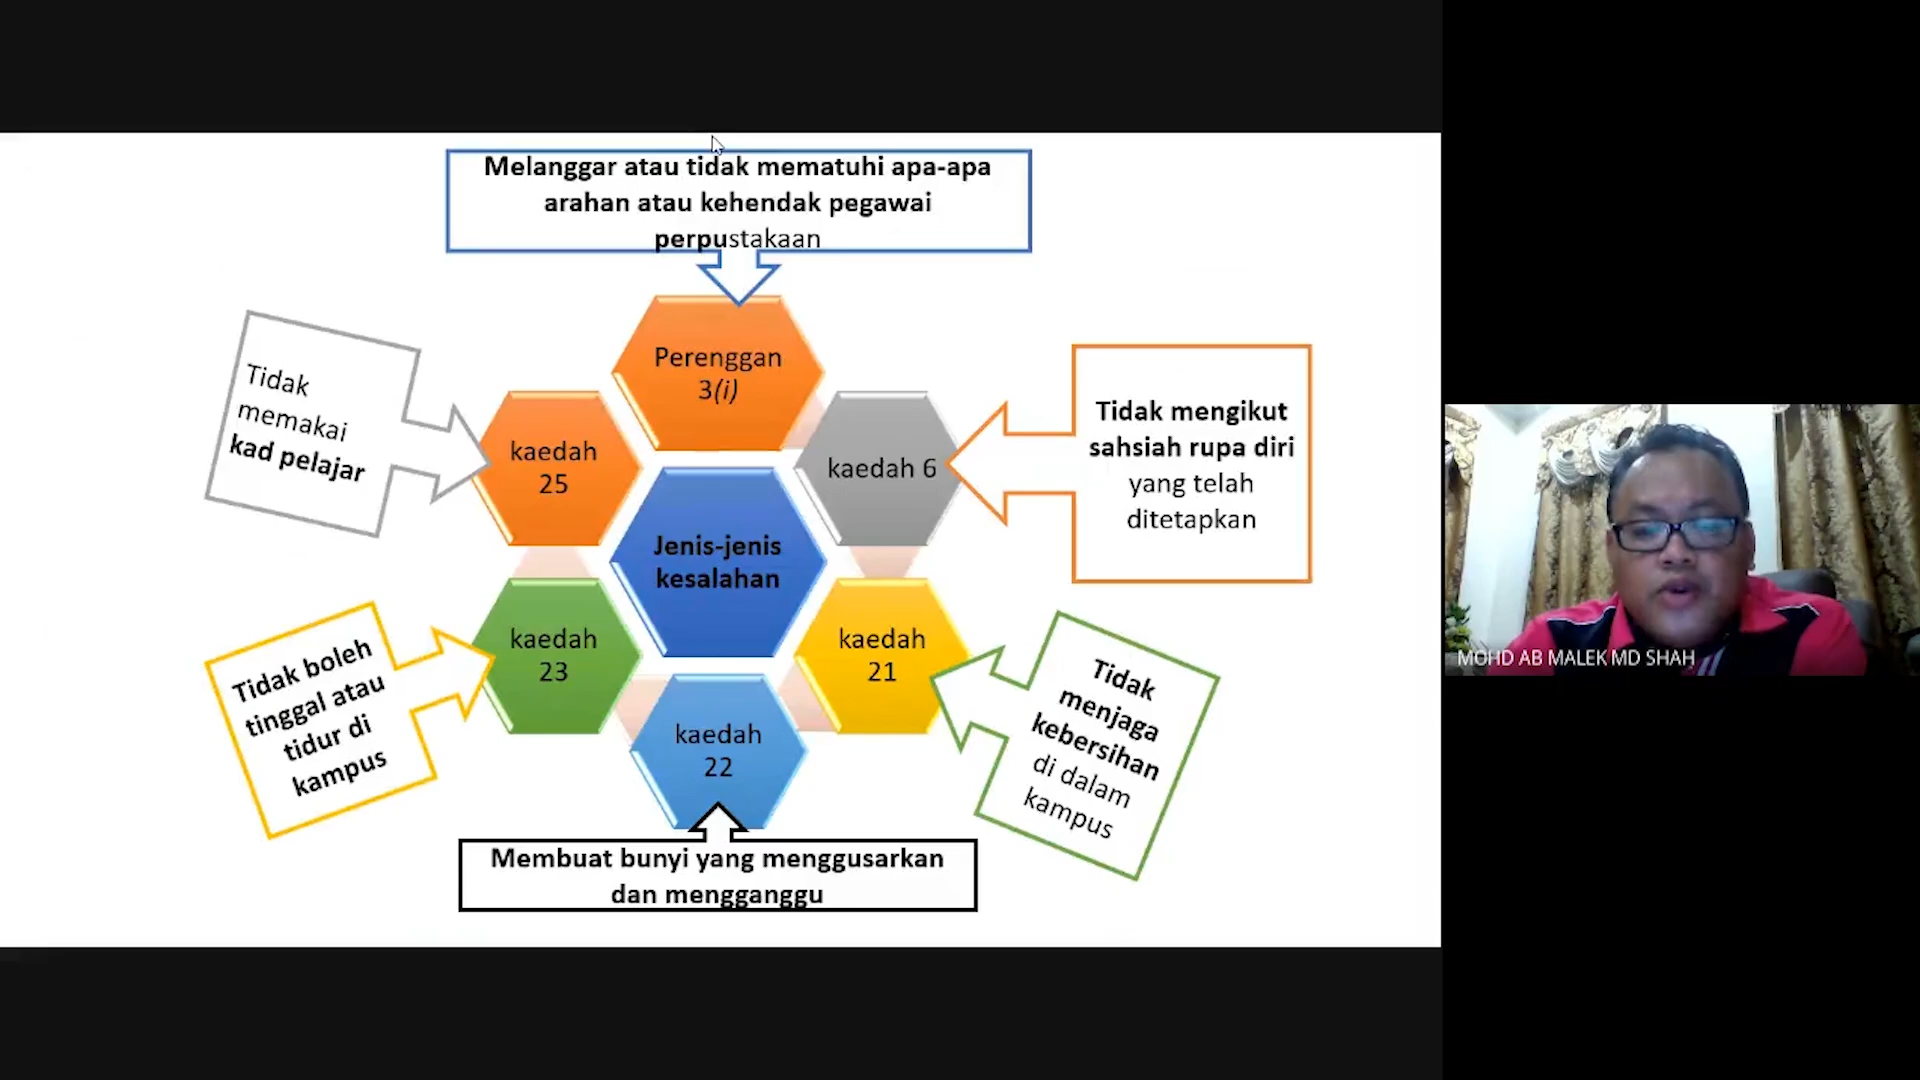 Melanggar atau tidak mematuhi apa-apa
arahan atau kehendak pegawai
perpustakaan
Perenggan
3(i)
Tidak
memakai
kad pelajar
kaedah
25
kaedah 6
Tidak mengikut
sahsiah rupa diri
yang telah
ditetapkan
Jenis-jenis
kesalahan
Tidak boleh
tinggal atau
tidur di
kampus
kaedah
23
kaedah
21
Tidak
menjaga
kebersihan
di dalam
kampus
kaedah
22
Membuat bunyi yang menggusarkan
dan mengganggu
MOHD AB MALEK MD SHAH